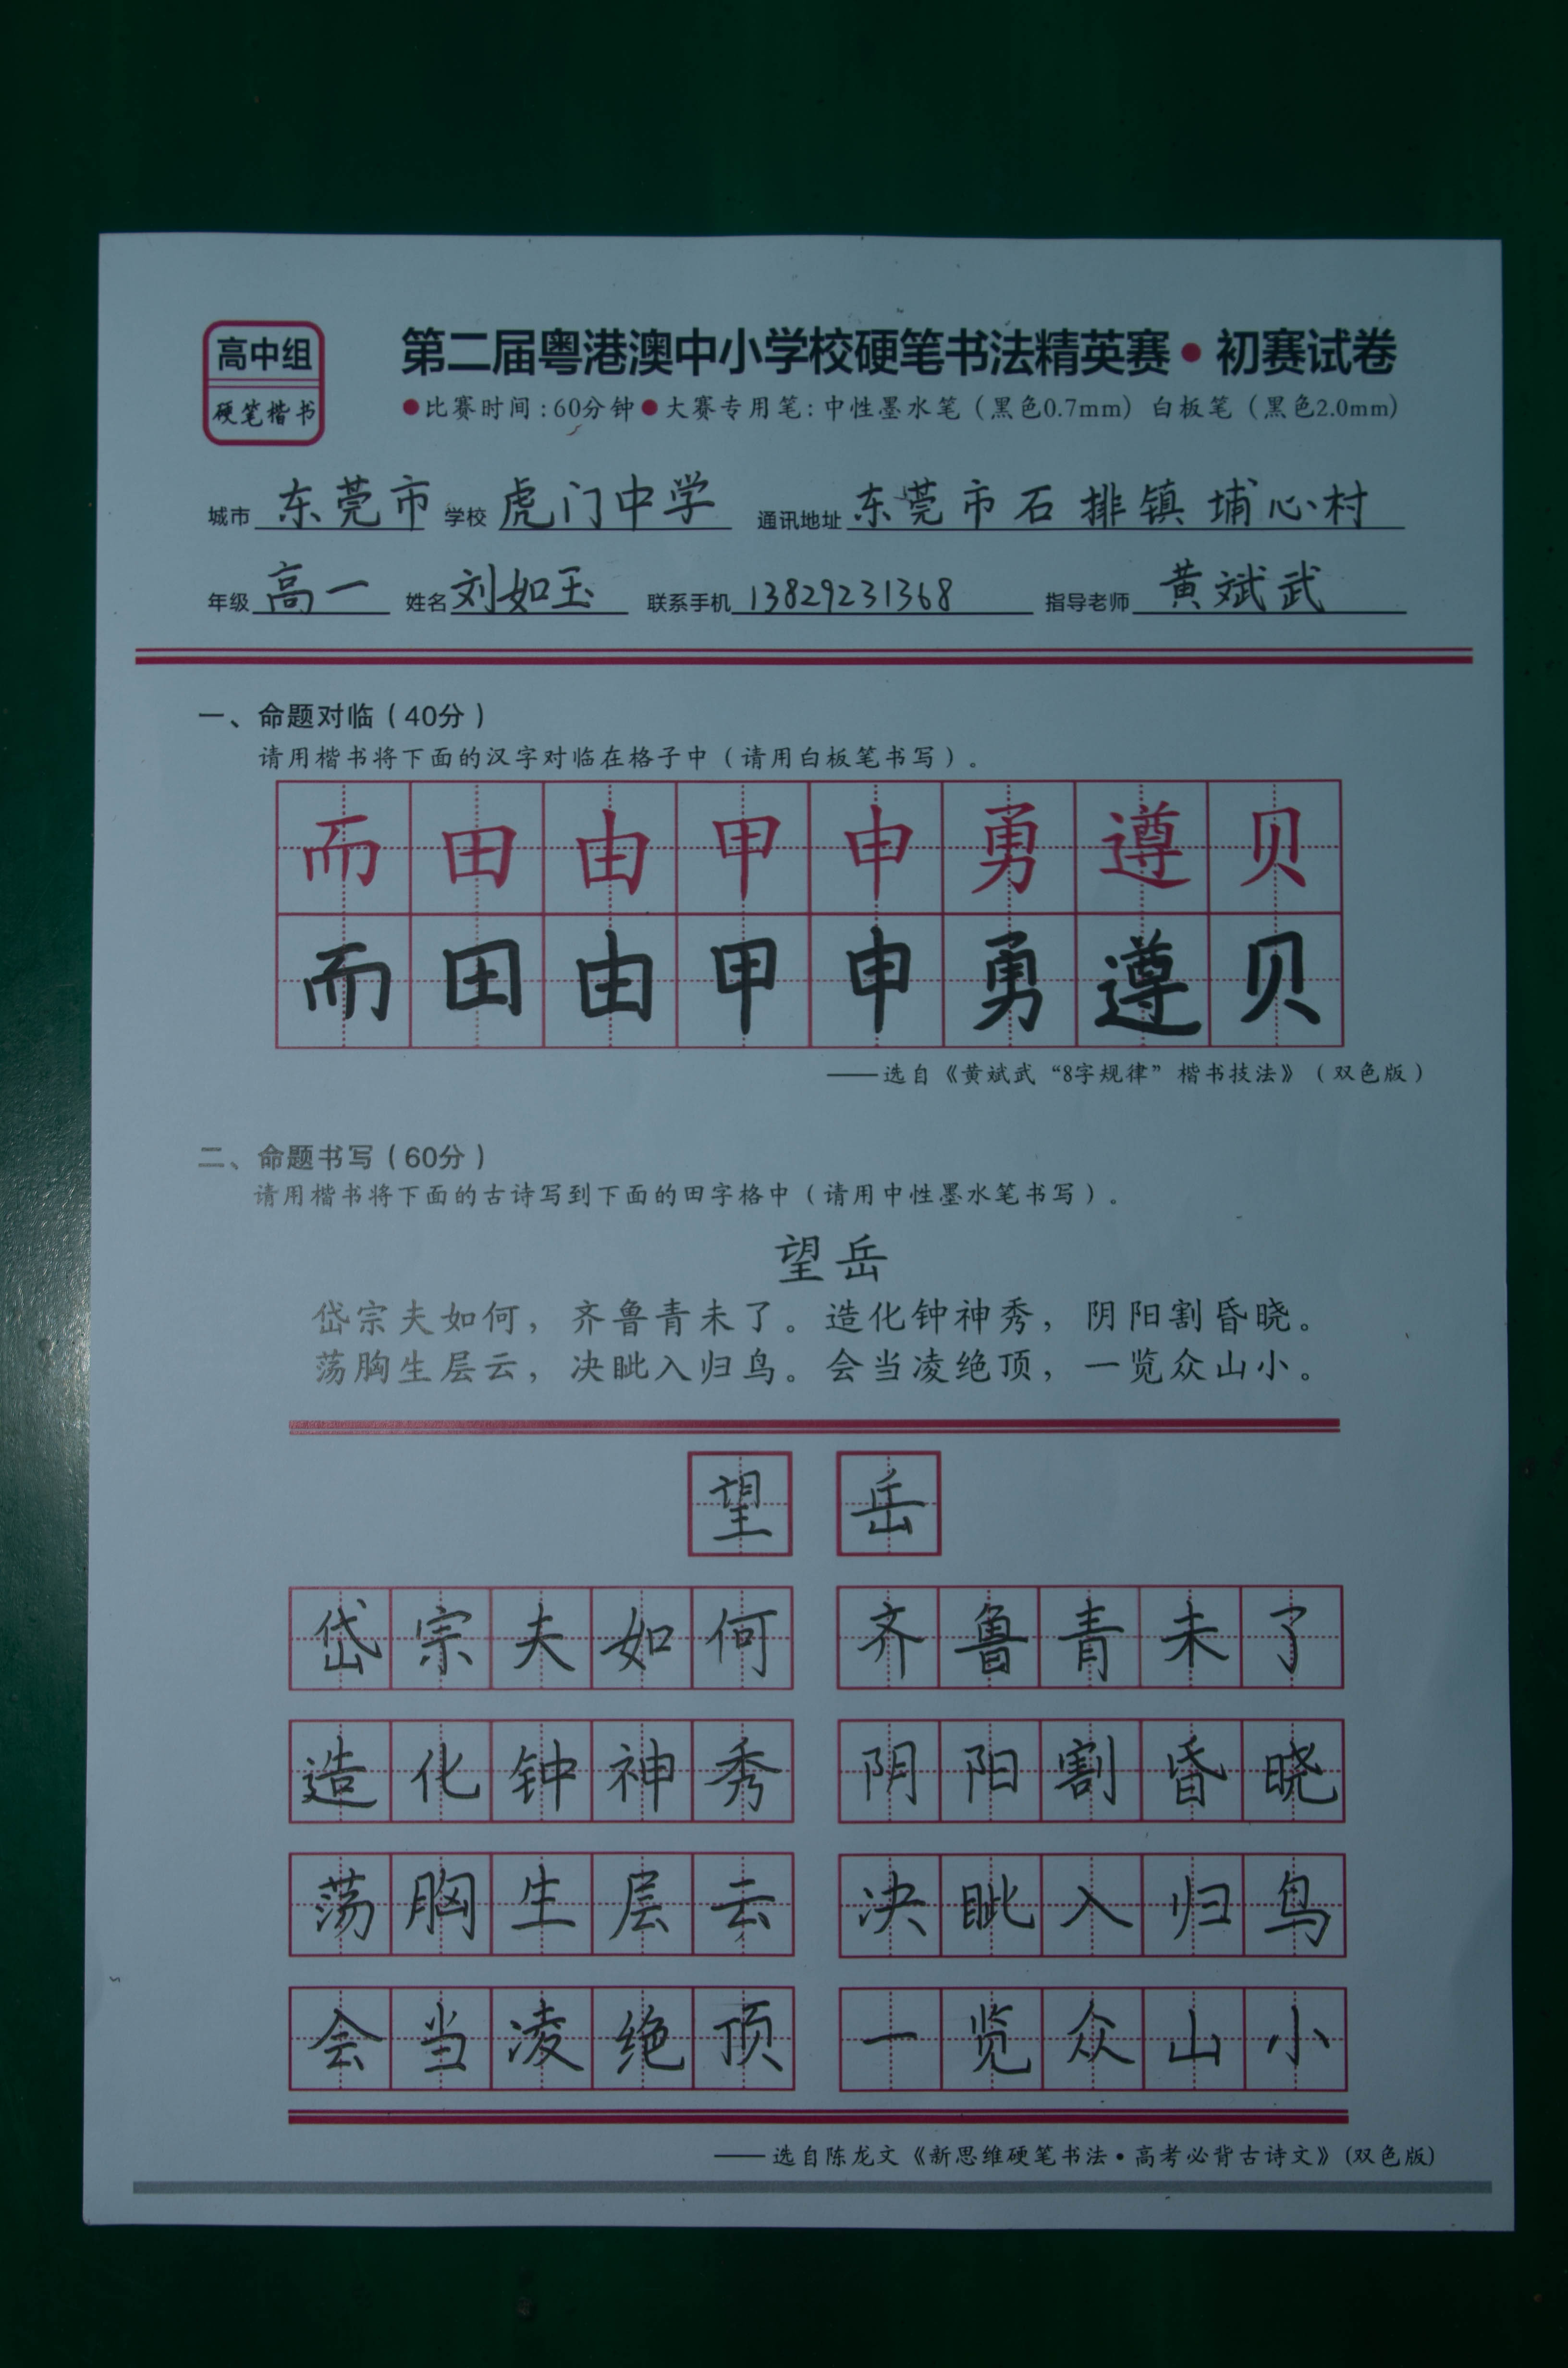 高中组
硬笔楷书
第二届粤港澳中小学校硬笔书法精英赛•初赛试卷
●比赛时间:60分钟●大赛专用笔:中性墨水笔(黑色0.7mm)白板笔(黑色2.0mm)
城市 东莞市 学校 虎门中学 通讯地址 东莞市石排镇埔心村
年级 高一 姓名 刘如玉 联系手机 13829231368 指导老师 黄斌武
一、命题对临(40分)
请用楷书将下面的汉字对临在格子中(请用白板笔书写)。
而田由甲申勇遵贝
而田由甲申勇遵贝
——选自《黄斌武“8字规律”楷书技法》(双色版)
二、命题书写(60分)
请用楷书将下面的古诗写到下面的田字格中(请用中性墨水笔书写)。
望岳
岱宗夫如何,齐鲁青未了。造化钟神秀,阴阳割昏晓。
荡胸生层云,决眦入归鸟。会当凌绝顶,一览众山小。
望岳
岱宗夫如何 齐鲁青未了
造化钟神秀 阴阳割昏晓
荡胸生层云 决眦入归鸟
会当凌绝顶 一览众山小
——选自陈龙文《新思维硬笔书法•高考必背古诗文》(双色版)